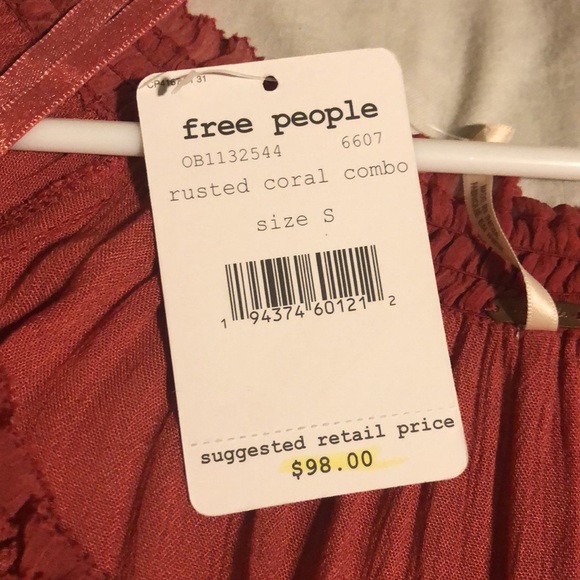 free people
OB1132544 6607
rusted coral combo
size S
1 94374 60121 2
suggested retail price
$98.00